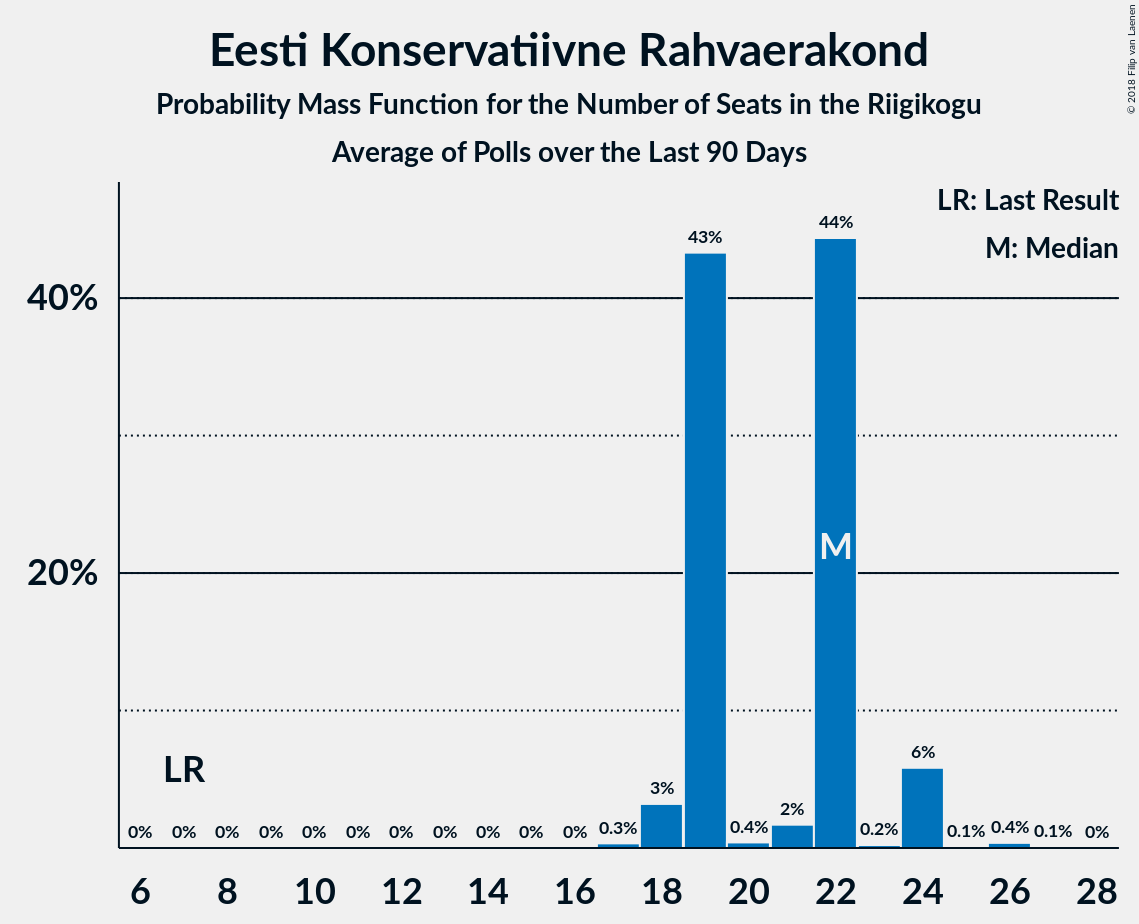 Eesti Konservatiivne Rahvaerakond
Probability Mass Function for the Number of Seats in the Riigikogu
Average of Polls over the Last 90 Days
© 2018 Filip van Laenen
LR: Last Result
M: Median
40%
20%
43%
44%
M
LR
0% 0% 0% 0% 0% 0% 0% 0% 0% 0% 0% 0.3% 3% 0.4% 2% 0.2% 6% 0.1% 0.4% 0.1% 0%
6 8 10 12 14 16 18 20 22 24 26 28